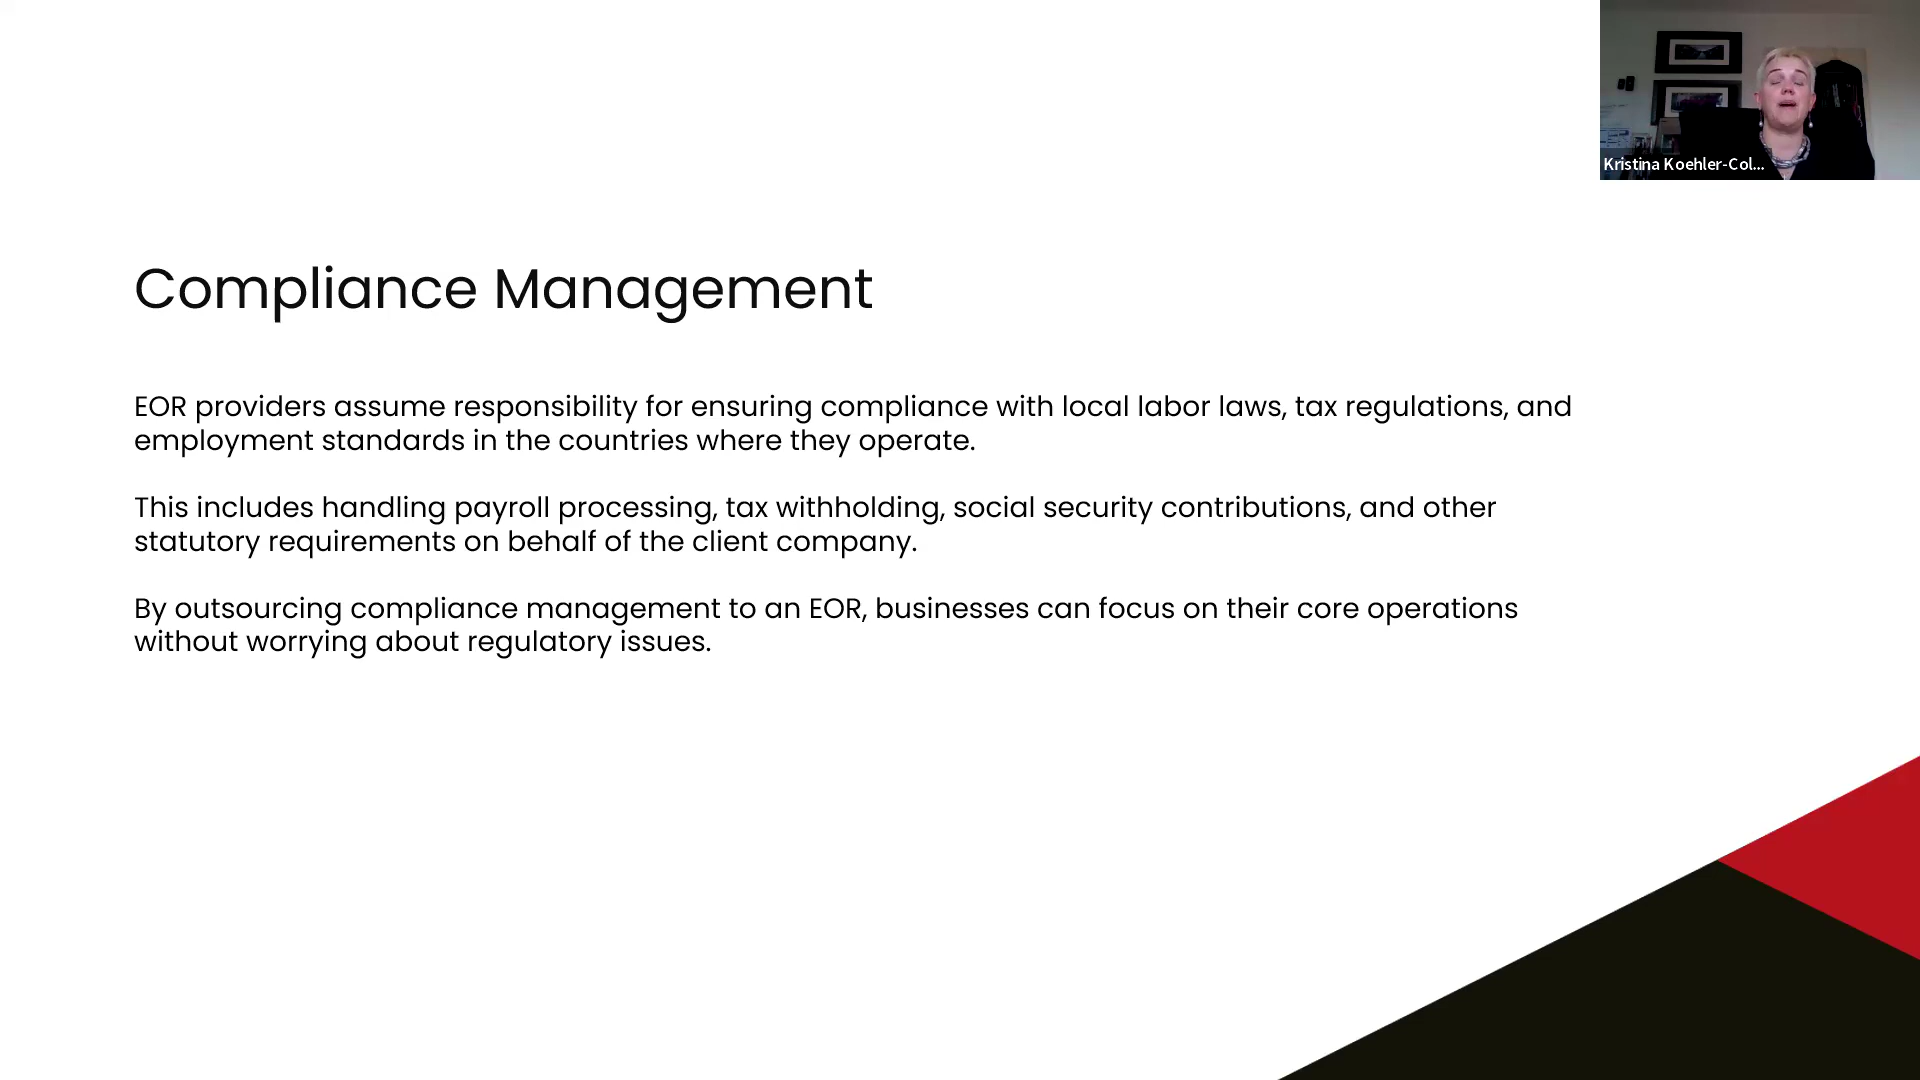 Kristina Koehler-Col...
Compliance Management
EOR providers assume responsibility for ensuring compliance with local labor laws, tax regulations, and
employment standards in the countries where they operate.
This includes handling payroll processing, tax withholding, social security contributions, and other
statutory requirements on behalf of the client company.
By outsourcing compliance management to an EOR, businesses can focus on their core operations
without worrying about regulatory issues.